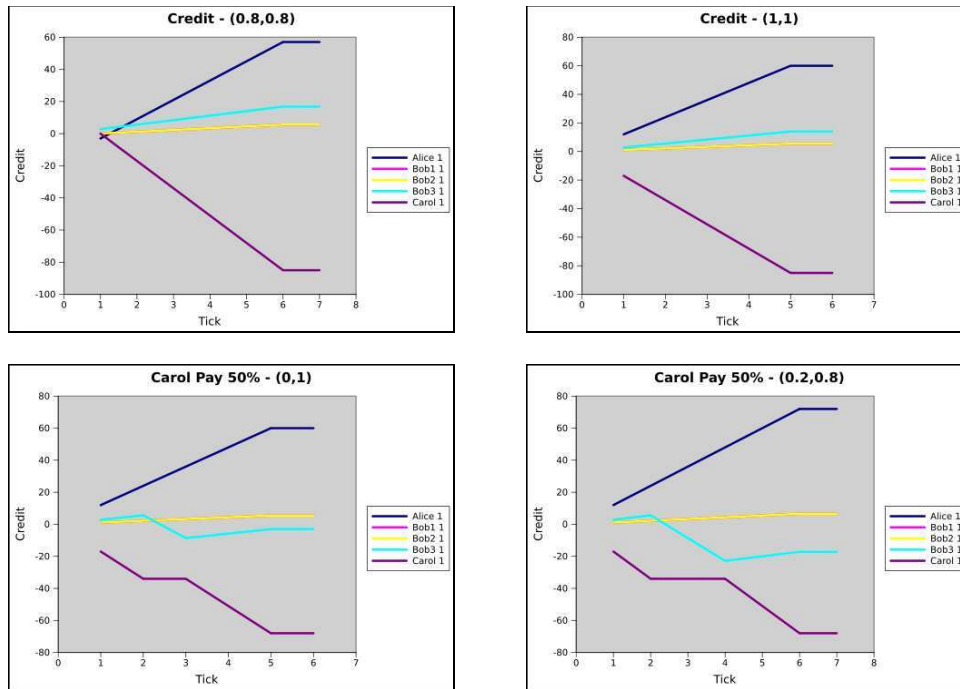 Credit - (0.8,0.8)
60
40
20
0
-20
-40
-60
-80
-100
0 1 2 3 4 5 6 7 8
Credit
Tick
Alice 1
Bob1 1
Bob2 1
Bob3 1
Carol 1
Credit - (1,1)
80
60
40
20
0
-20
-40
-60
-80
-100
0 1 2 3 4 5 6 7
Credit
Tick
Alice 1
Bob1 1
Bob2 1
Bob3 1
Carol 1
Carol Pay 50% - (0,1)
80
60
40
20
0
-20
-40
-60
-80
0 1 2 3 4 5 6 7
Credit
Tick
Alice 1
Bob1 1
Bob2 1
Bob3 1
Carol 1
Carol Pay 50% - (0.2,0.8)
80
60
40
20
0
-20
-40
-60
-80
0 1 2 3 4 5 6 7 8
Credit
Tick
Alice 1
Bob1 1
Bob2 1
Bob3 1
Carol 1